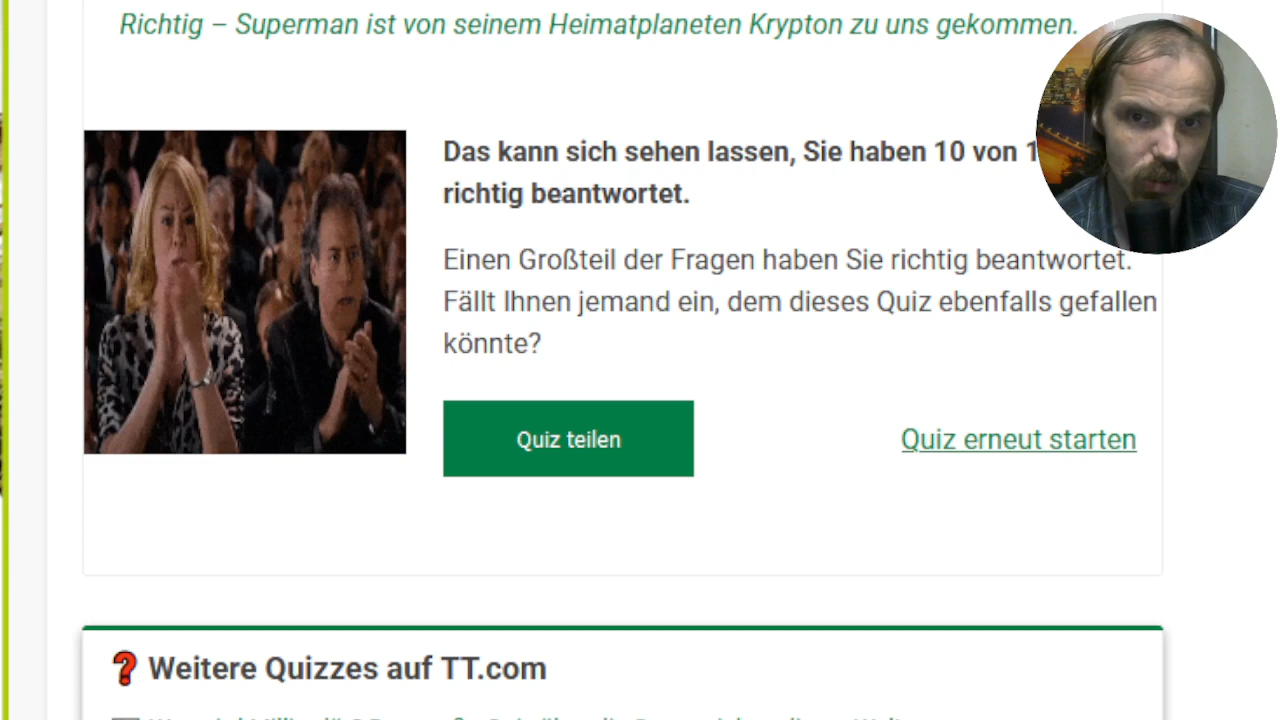 Richtig – Superman ist von seinem Heimatplaneten Krypton zu uns gekommen.
Das kann sich sehen lassen, Sie haben 10 von
richtig beantwortet.
Einen Großteil der Fragen haben Sie richtig beantwortet.
Fällt Ihnen jemand ein, dem dieses Quiz ebenfalls gefallen
könnte?
Quiz teilen
Quiz erneut starten
Weitere Quizzes auf TT.com